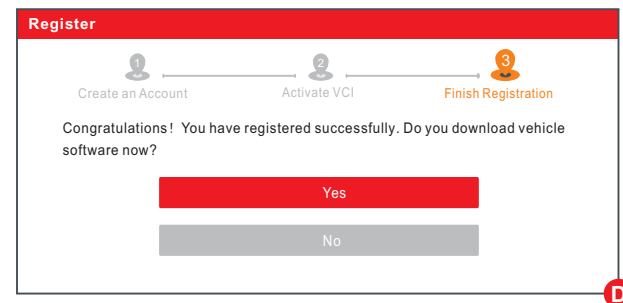 Register
1
2
3
Create an Account
Activate VCI
Finish Registration
Congratulations! You have registered successfully. Do you download vehicle
software now?
Yes
No
D